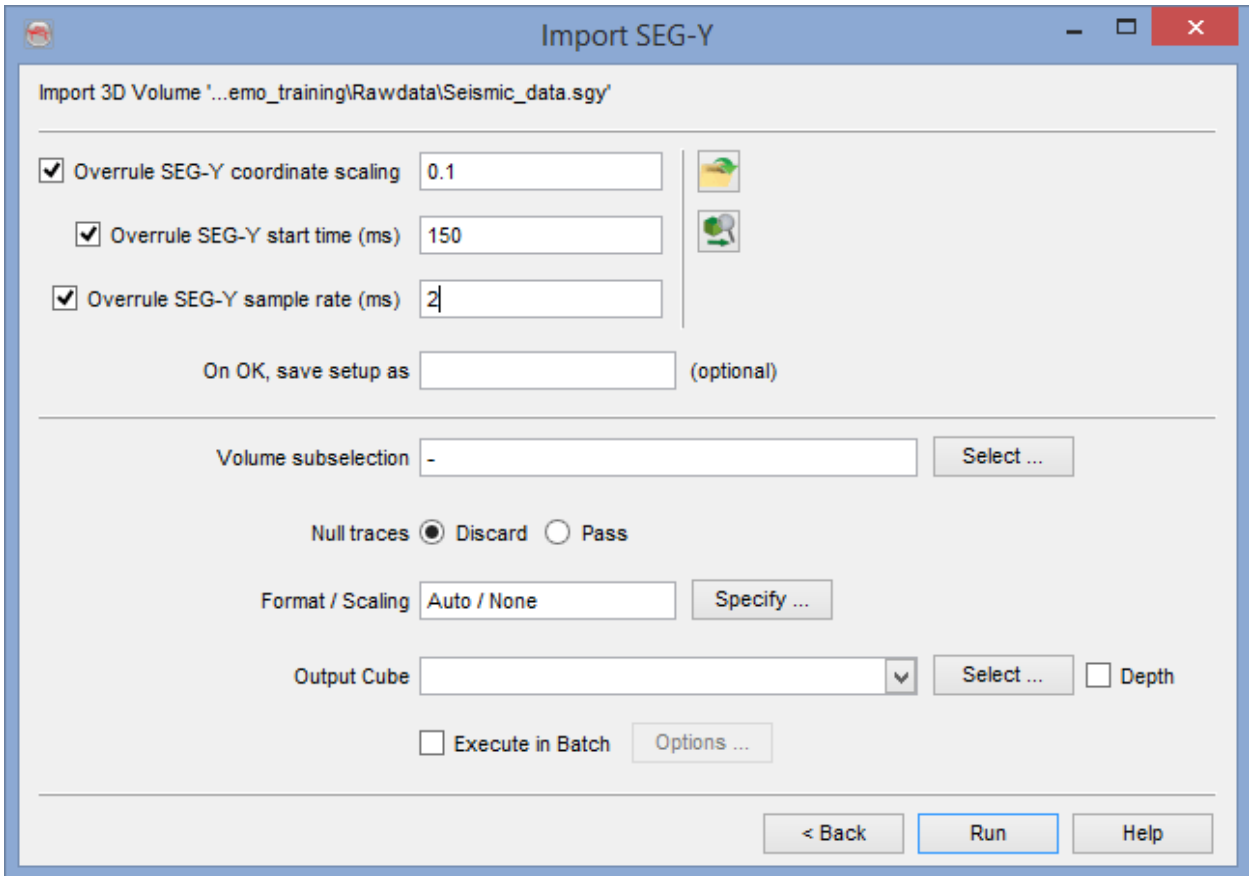 Import SEG-Y
Import 3D Volume '...emo_training\Rawdata\Seismic_data.sgy'
Overrule SEG-Y coordinate scaling 0.1
Overrule SEG-Y start time (ms) 150
Overrule SEG-Y sample rate (ms) 2
On OK, save setup as (optional)
Volume subselection - Select ...
Null traces Discard Pass
Format / Scaling Auto / None Specify ...
Output Cube Select ... Depth
Execute in Batch Options ...
< Back Run Help